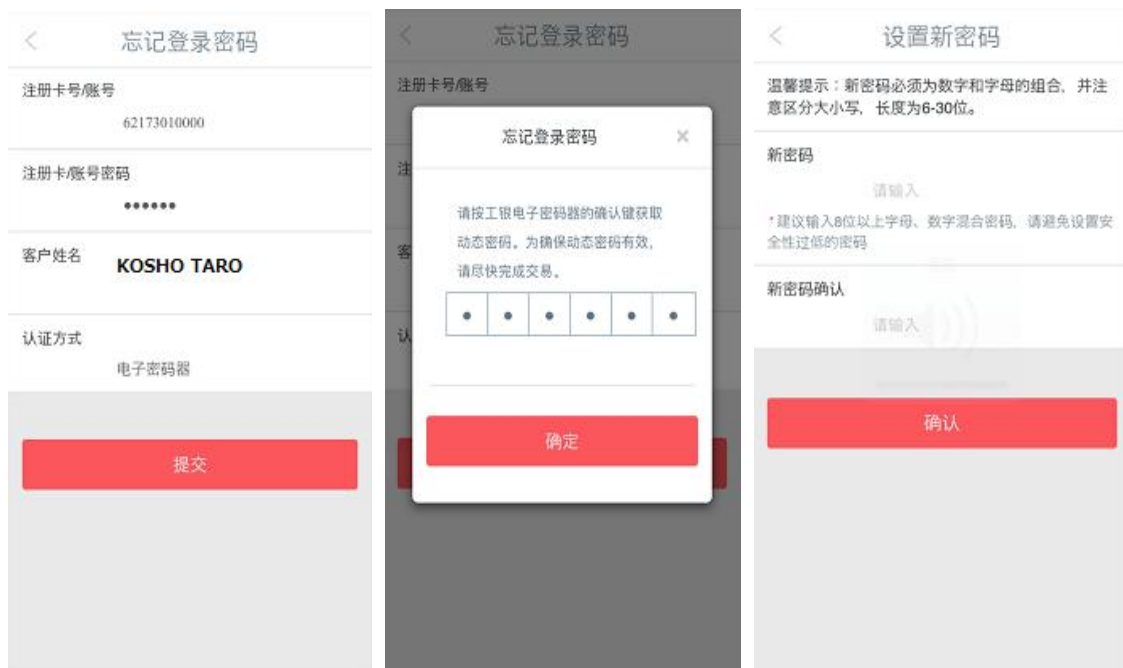 忘记登录密码
注册卡号/账号
62173010000
注册卡/账号密码
••••••
客户姓名
KOSHO TARO
认证方式
电子密码器
提交
忘记登录密码
注册卡号/账号
忘记登录密码
注
请按工银电子密码器的确认键获取
动态密码。为确保动态密码有效,
请尽快完成交易。
客
认
确定
设置新密码
温馨提示:新密码必须为数字和字母的组合,并注
意区分大小写,长度为6-30位。
新密码
请输入
*建议输入8位以上字母、数字混合密码,请避免设置安
全性过低的密码
新密码确认
请输入
确认